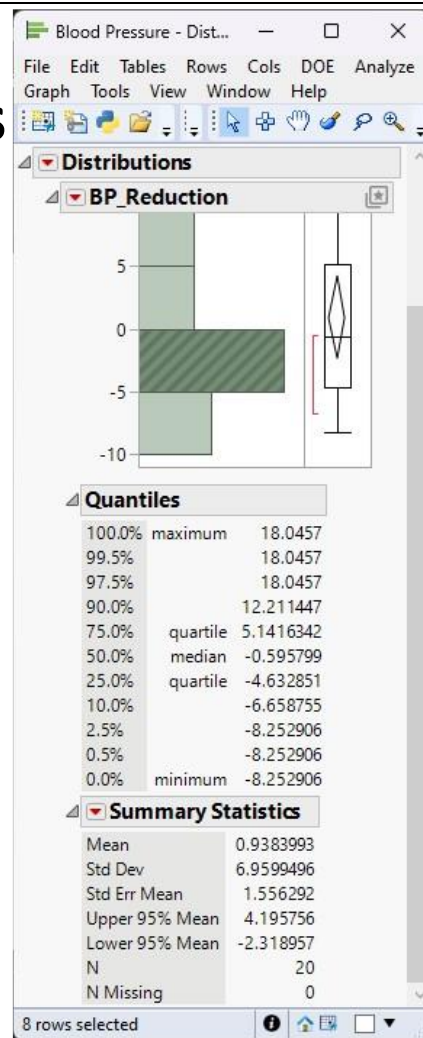 Blood Pressure - Dist...
File Edit Tables Rows Cols DOE Analyze
Graph Tools View Window Help
S
Distributions
BP_Reduction
5
0
-5
-10
Quantiles
100.0% maximum 18.0457
99.5% 18.0457
97.5% 18.0457
90.0% 12.211447
75.0% quartile 5.1416342
50.0% median -0.595799
25.0% quartile -4.632851
10.0% -6.658755
2.5% -8.252906
0.5% -8.252906
0.0% minimum -8.252906
Summary Statistics
Mean 0.9383993
Std Dev 6.9599496
Std Err Mean 1.556292
Upper 95% Mean 4.195756
Lower 95% Mean -2.318957
N 20
N Missing 0
8 rows selected